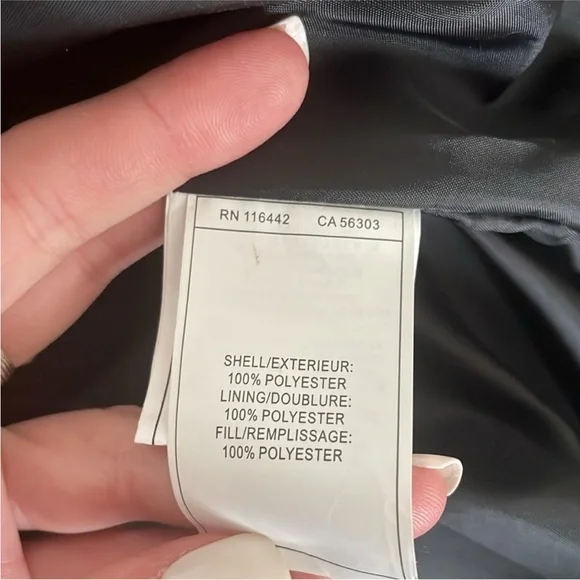 RN 116442 CA 56303
SHELL/EXTERIEUR:
100% POLYESTER
LINING/DOUBLURE:
100% POLYESTER
FILL/REMPLISSAGE:
100% POLYESTER